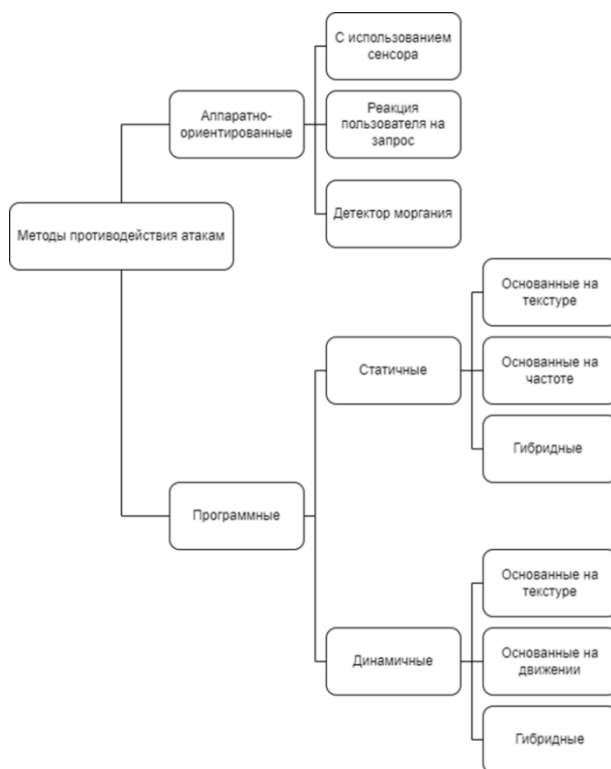 С использованием
сенсора
Аппаратно-
ориентированные
Реакция
пользователя на
запрос
Детектор моргания
Методы противодействия атакам
Основанные на
текстуре
Статичные
Основанные на
частоте
Гибридные
Программные
Основанные на
текстуре
Динамичные
Основанные на
движении
Гибридные